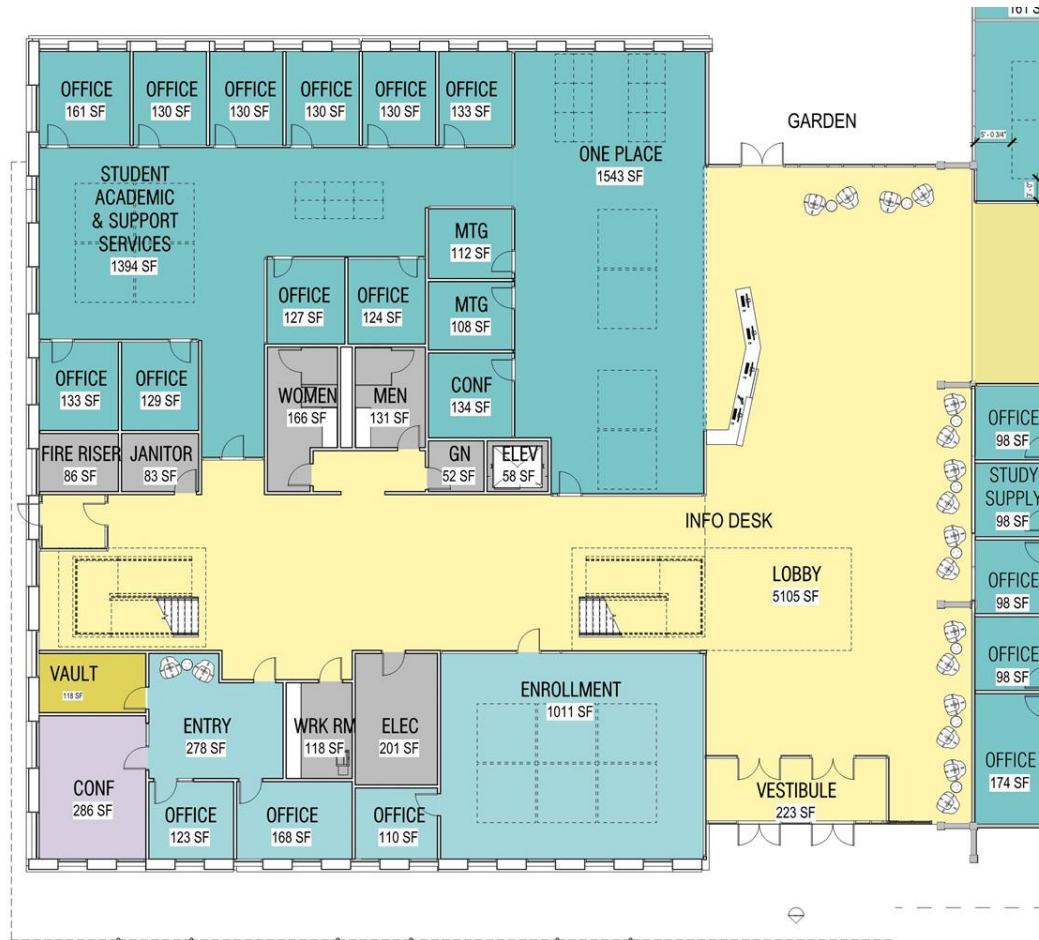 161 S
OFFICE
161 SF
OFFICE
130 SF
OFFICE
130 SF
OFFICE
130 SF
OFFICE
130 SF
OFFICE
133 SF
GARDEN
5' - 0 3/4"
ONE PLACE
1543 SF
STUDENT
ACADEMIC
& SUPPORT
SERVICES
1394 SF
MTG
112 SF
OFFICE
127 SF
OFFICE
124 SF
MTG
108 SF
OFFICE
133 SF
OFFICE
129 SF
WOMEN
166 SF
MEN
131 SF
CONF
134 SF
OFFICE
98 SF
FIRE RISER
86 SF
JANITOR
83 SF
GN
52 SF
ELEV
58 SF
STUDY
SUPPLY
98 SF
INFO DESK
LOBBY
5105 SF
OFFICE
98 SF
OFFICE
98 SF
VAULT
118 SF
ENTRY
278 SF
WRK RM
118 SF
ELEC
201 SF
ENROLLMENT
1011 SF
OFFICE
174 SF
CONF
286 SF
VESTIBULE
223 SF
OFFICE
123 SF
OFFICE
168 SF
OFFICE
110 SF